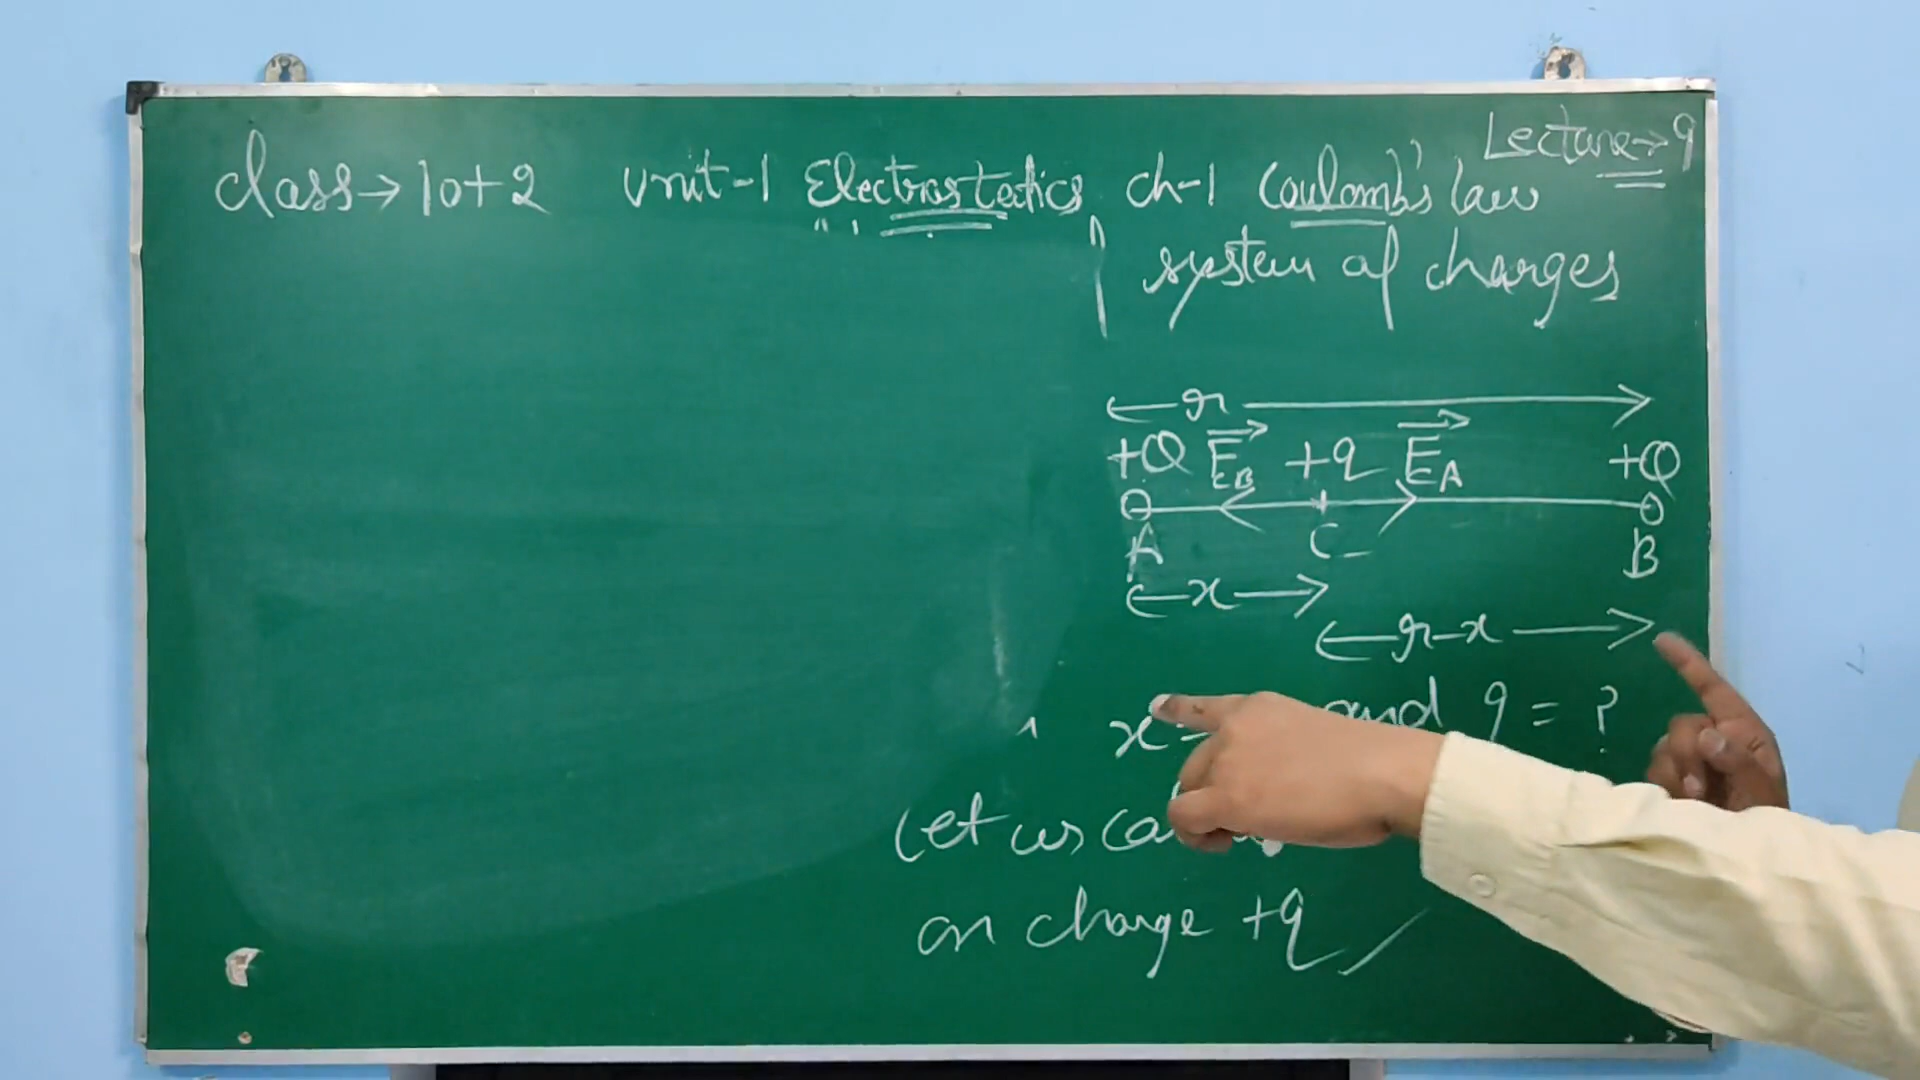 Lecture→9
class→10+2 unit-1 Electrostatics ch-1 Coulomb's law
system of charges
r
+Q E_B +q E_A +Q
A C B
x
r-x
x = and q = ?
Let us
on charge +q